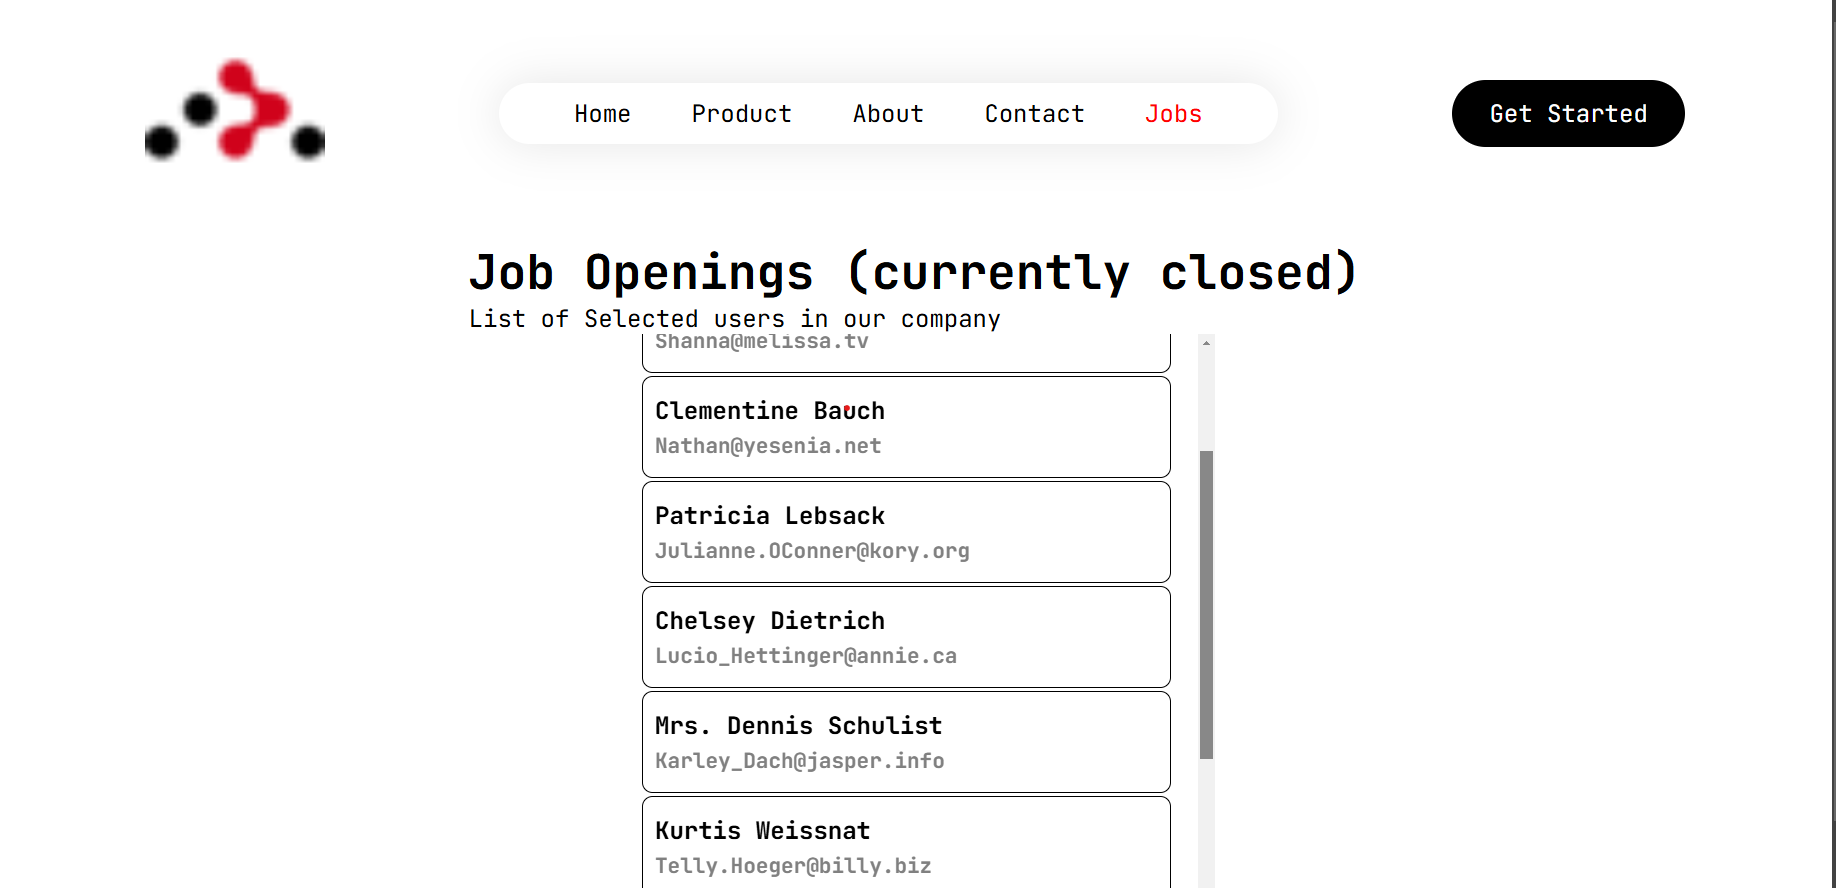 Home Product About Contact Jobs
Get Started
Job Openings (currently closed)
List of Selected users in our company
Shanna@melissa.tv
Clementine Bauch
Nathan@yesenia.net
Patricia Lebsack
Julianne.OConner@kory.org
Chelsey Dietrich
Lucio_Hettinger@annie.ca
Mrs. Dennis Schulist
Karley_Dach@jasper.info
Kurtis Weissnat
Telly.Hoeger@billy.biz